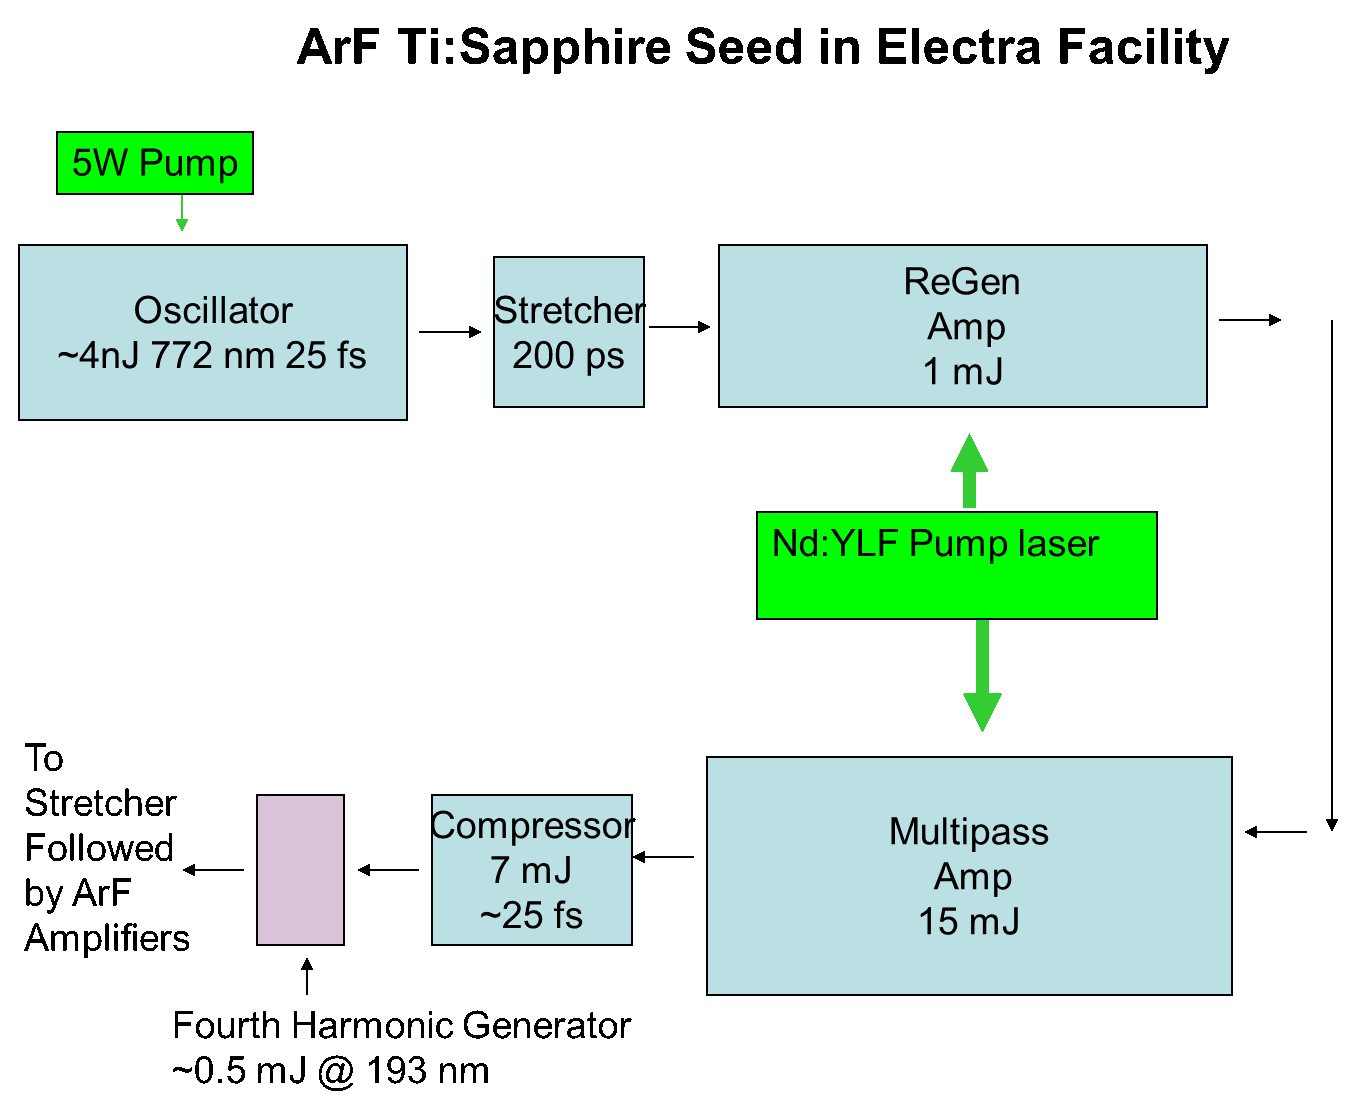 ArF Ti:Sapphire Seed in Electra Facility
5W Pump
Oscillator
~4nJ 772 nm 25 fs
Stretcher
200 ps
ReGen
Amp
1 mJ
Nd:YLF Pump laser
Multipass
Amp
15 mJ
Compressor
7 mJ
~25 fs
To
Stretcher
Followed
by ArF
Amplifiers
Fourth Harmonic Generator
~0.5 mJ @ 193 nm